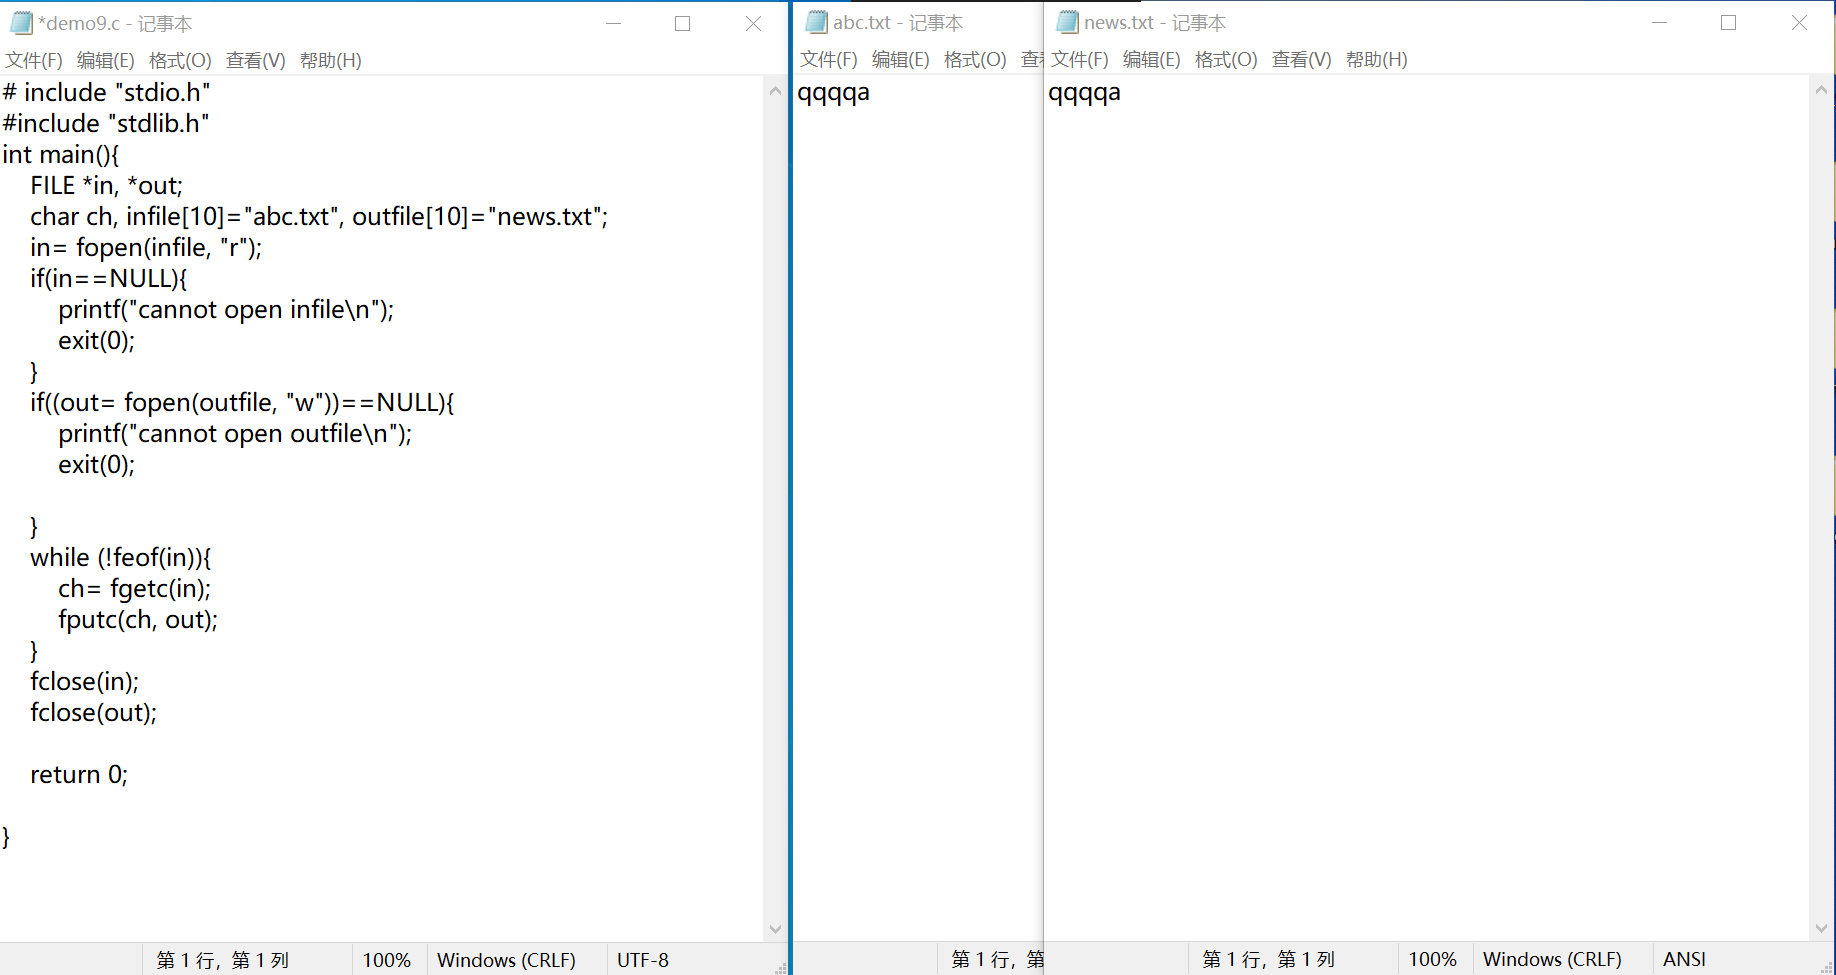 *demo9.c - 记事本
文件(F) 编辑(E) 格式(O) 查看(V) 帮助(H)
# include "stdio.h"
#include "stdlib.h"
int main(){
    FILE *in, *out;
    char ch, infile[10]="abc.txt", outfile[10]="news.txt";
    in= fopen(infile, "r");
    if(in==NULL){
        printf("cannot open infile\n");
        exit(0);
    }
    if((out= fopen(outfile, "w"))==NULL){
        printf("cannot open outfile\n");
        exit(0);
    }
    while (!feof(in)){
        ch= fgetc(in);
        fputc(ch, out);
    }
    fclose(in);
    fclose(out);
    return 0;
}
第 1 行，第 1 列 100% Windows (CRLF) UTF-8
abc.txt - 记事本
文件(F) 编辑(E) 格式(O) 查
qqqqa
第 1 行，第
news.txt - 记事本
文件(F) 编辑(E) 格式(O) 查看(V) 帮助(H)
qqqqa
第 1 行，第 1 列 100% Windows (CRLF) ANSI